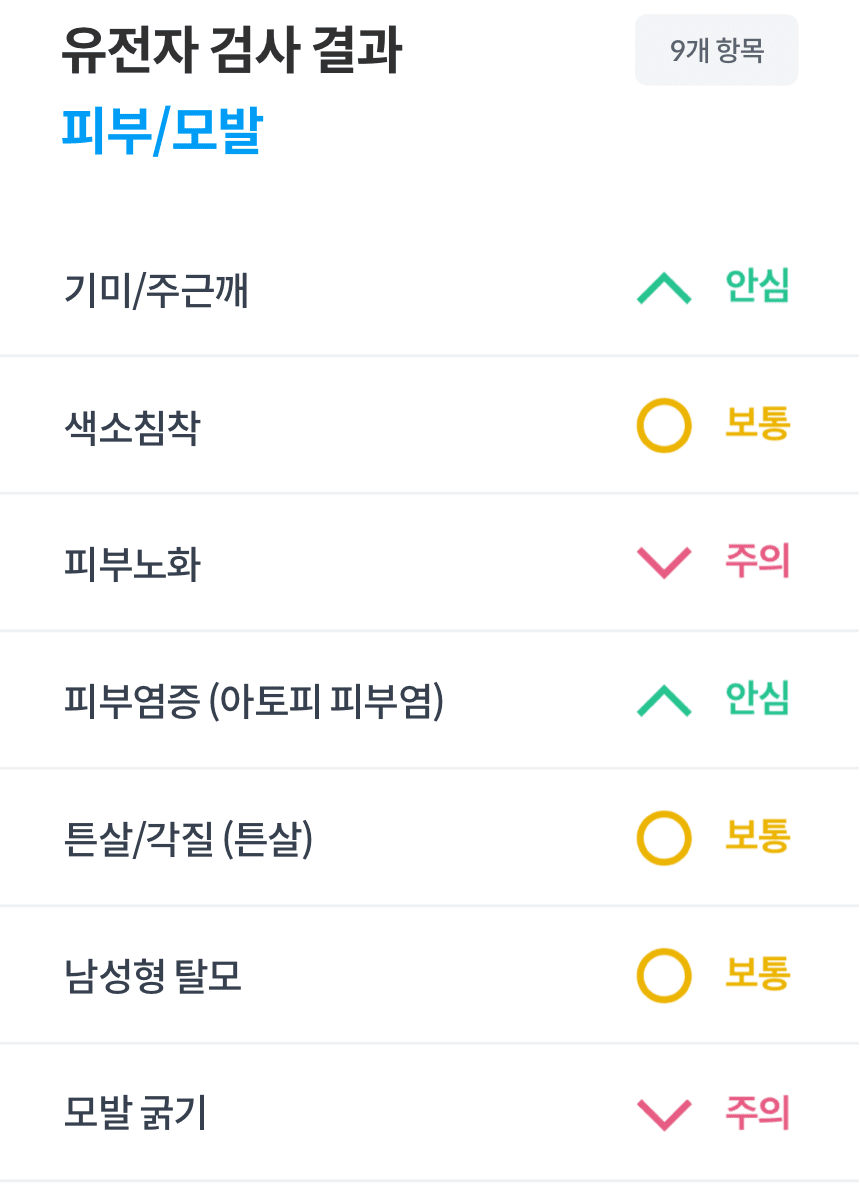 유전자 검사 결과
9개 항목
피부/모발
기미/주근깨 안심
색소침착 보통
피부노화 주의
피부염증 (아토피 피부염) 안심
튼살/각질 (튼살) 보통
남성형 탈모 보통
모발 굵기 주의